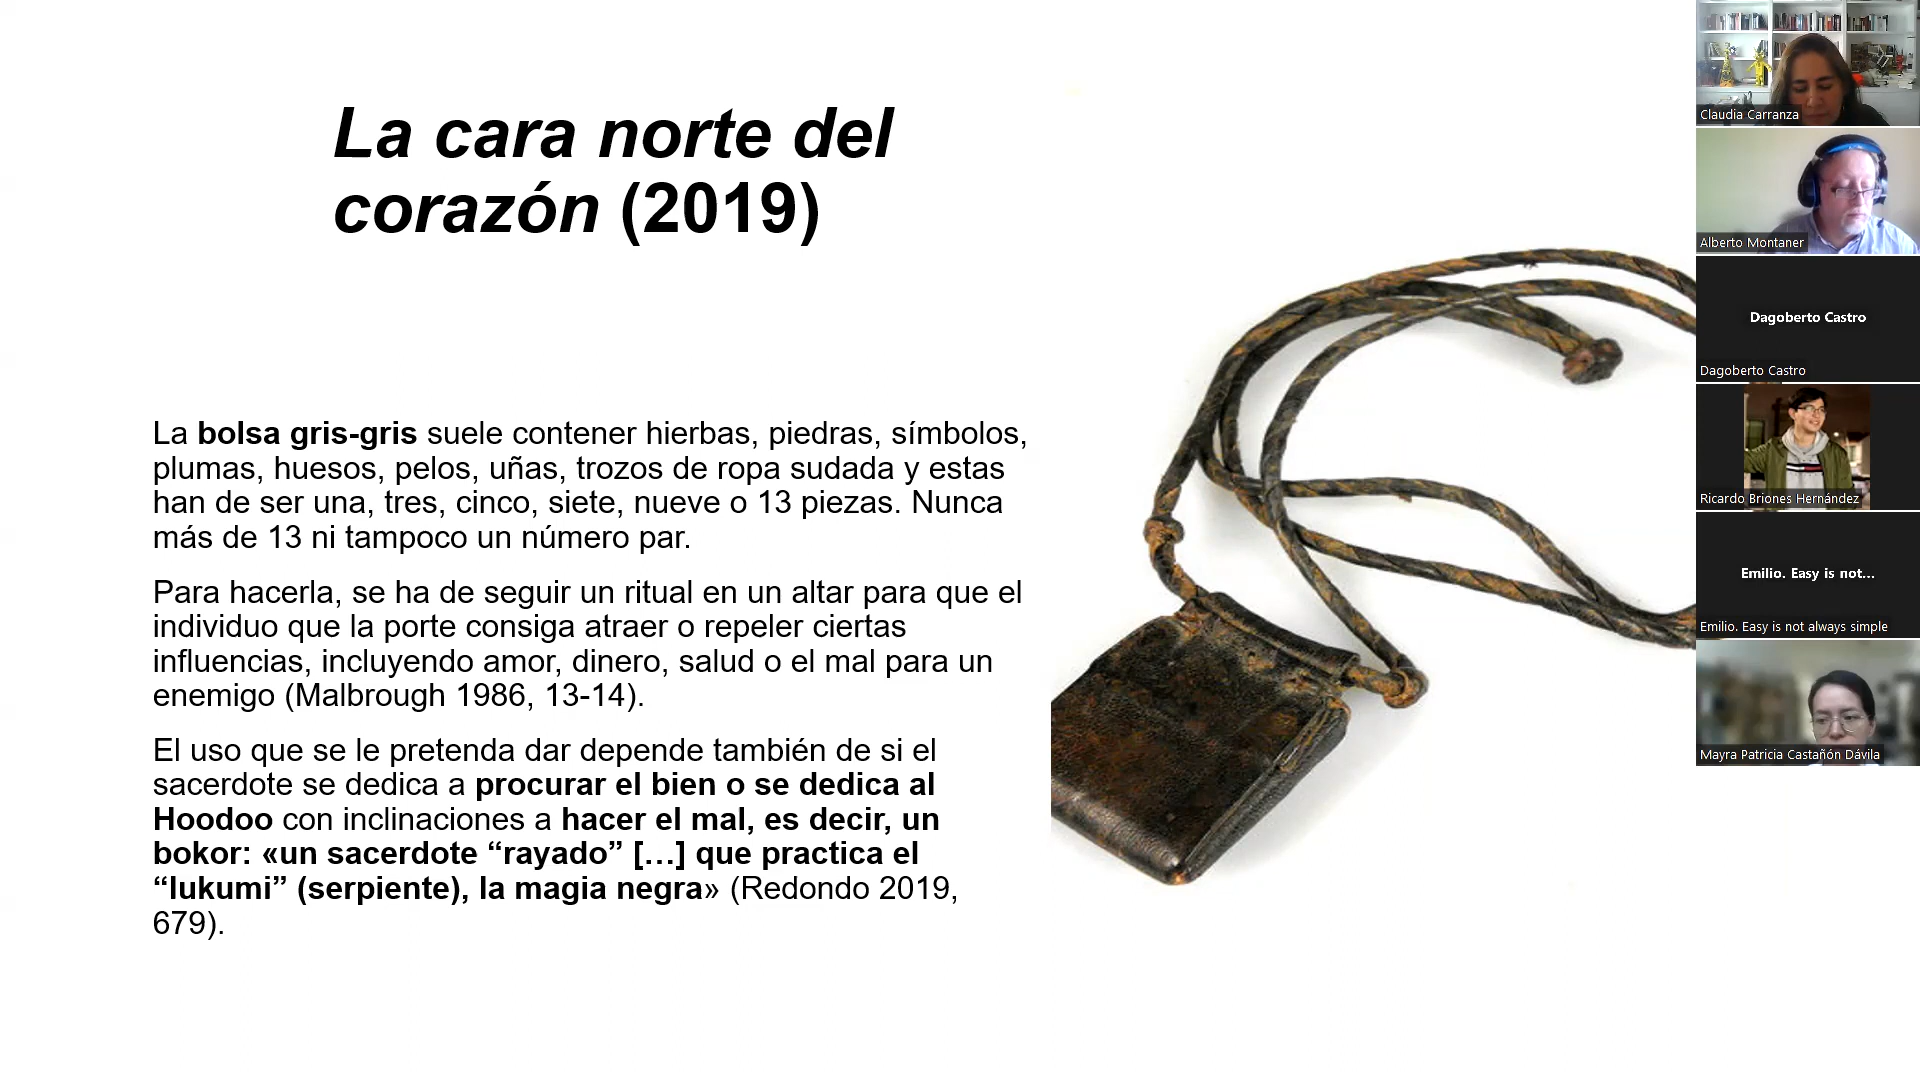 La cara norte del
corazón (2019)
La bolsa gris-gris suele contener hierbas, piedras, símbolos,
plumas, huesos, pelos, uñas, trozos de ropa sudada y estas
han de ser una, tres, cinco, siete, nueve o 13 piezas. Nunca
más de 13 ni tampoco un número par.
Para hacerla, se ha de seguir un ritual en un altar para que el
individuo que la porte consiga atraer o repeler ciertas
influencias, incluyendo amor, dinero, salud o el mal para un
enemigo (Malbrough 1986, 13-14).
El uso que se le pretenda dar depende también de si el
sacerdote se dedica a procurar el bien o se dedica al
Hoodoo con inclinaciones a hacer el mal, es decir, un
bokor: «un sacerdote “rayado” […] que practica el
“lukumi” (serpiente), la magia negra» (Redondo 2019,
679).
Claudia Carranza
Alberto Montaner
Dagoberto Castro
Dagoberto Castro
Ricardo Briones Hernández
Emilio. Easy is not...
Emilio. Easy is not always simple
Mayra Patricia Castañón Dávila